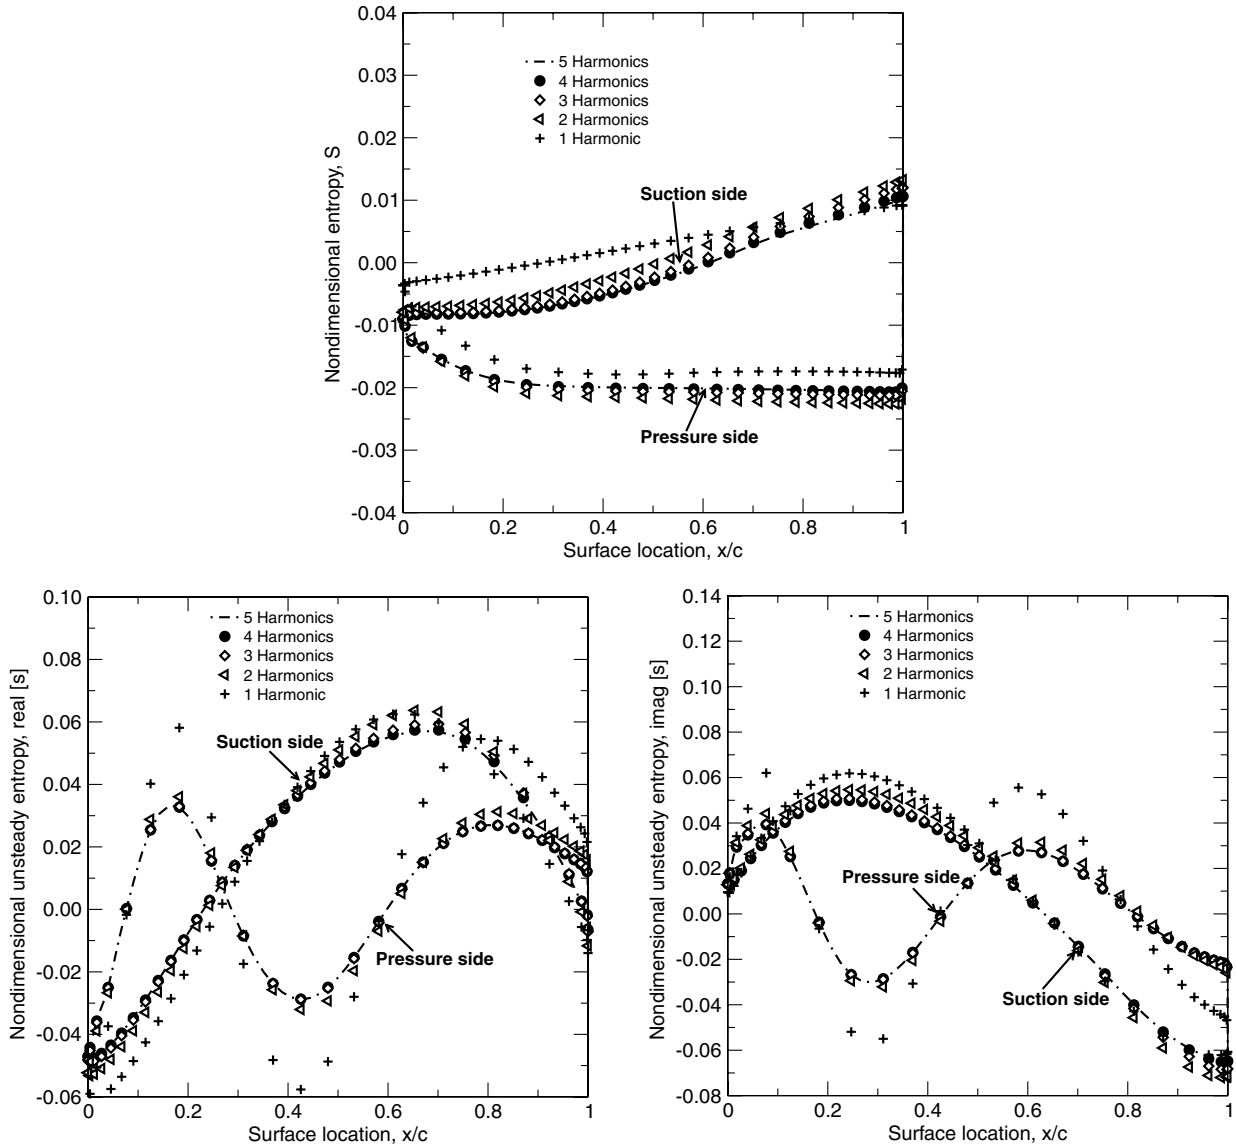 0.04
0.03
0.02
0.01
0.00
-0.01
-0.02
-0.03
-0.04
Nondimensional entropy, S
5 Harmonics
4 Harmonics
3 Harmonics
2 Harmonics
1 Harmonic
Suction side
Pressure side
0 0.2 0.4 0.6 0.8 1
Surface location, x/c
0.10
0.08
0.06
0.04
0.02
0.00
-0.02
-0.04
-0.06
Nondimensional unsteady entropy, real [s]
5 Harmonics
4 Harmonics
3 Harmonics
2 Harmonics
1 Harmonic
Suction side
Pressure side
0 0.2 0.4 0.6 0.8 1
Surface location, x/c
0.14
0.12
0.10
0.08
0.06
0.04
0.02
0.00
-0.02
-0.04
-0.06
-0.08
Nondimensional unsteady entropy, imag [s]
5 Harmonics
4 Harmonics
3 Harmonics
2 Harmonics
1 Harmonic
Pressure side
Suction side
0 0.2 0.4 0.6 0.8 1
Surface location, x/c